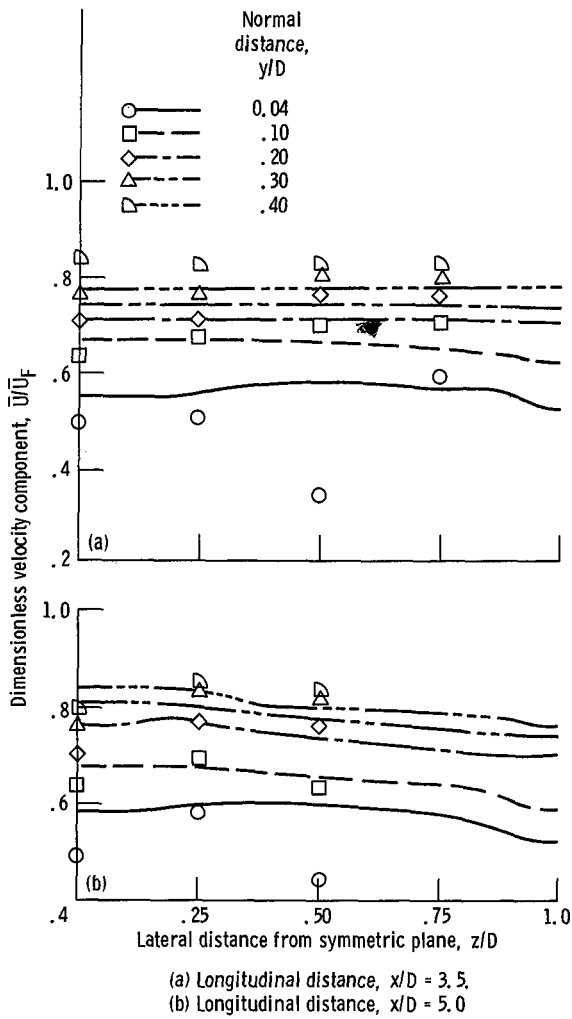 Normal
distance,
y/D
0.04
.10
.20
.30
.40
1.0
.8
.6
.4
.2
(a)
Dimensionless velocity component, U̅/U̅F
1.0
.8
.6
.4
(b)
.25
.50
.75
1.0
Lateral distance from symmetric plane, z/D
(a) Longitudinal distance, x/D = 3.5.
(b) Longitudinal distance, x/D = 5.0